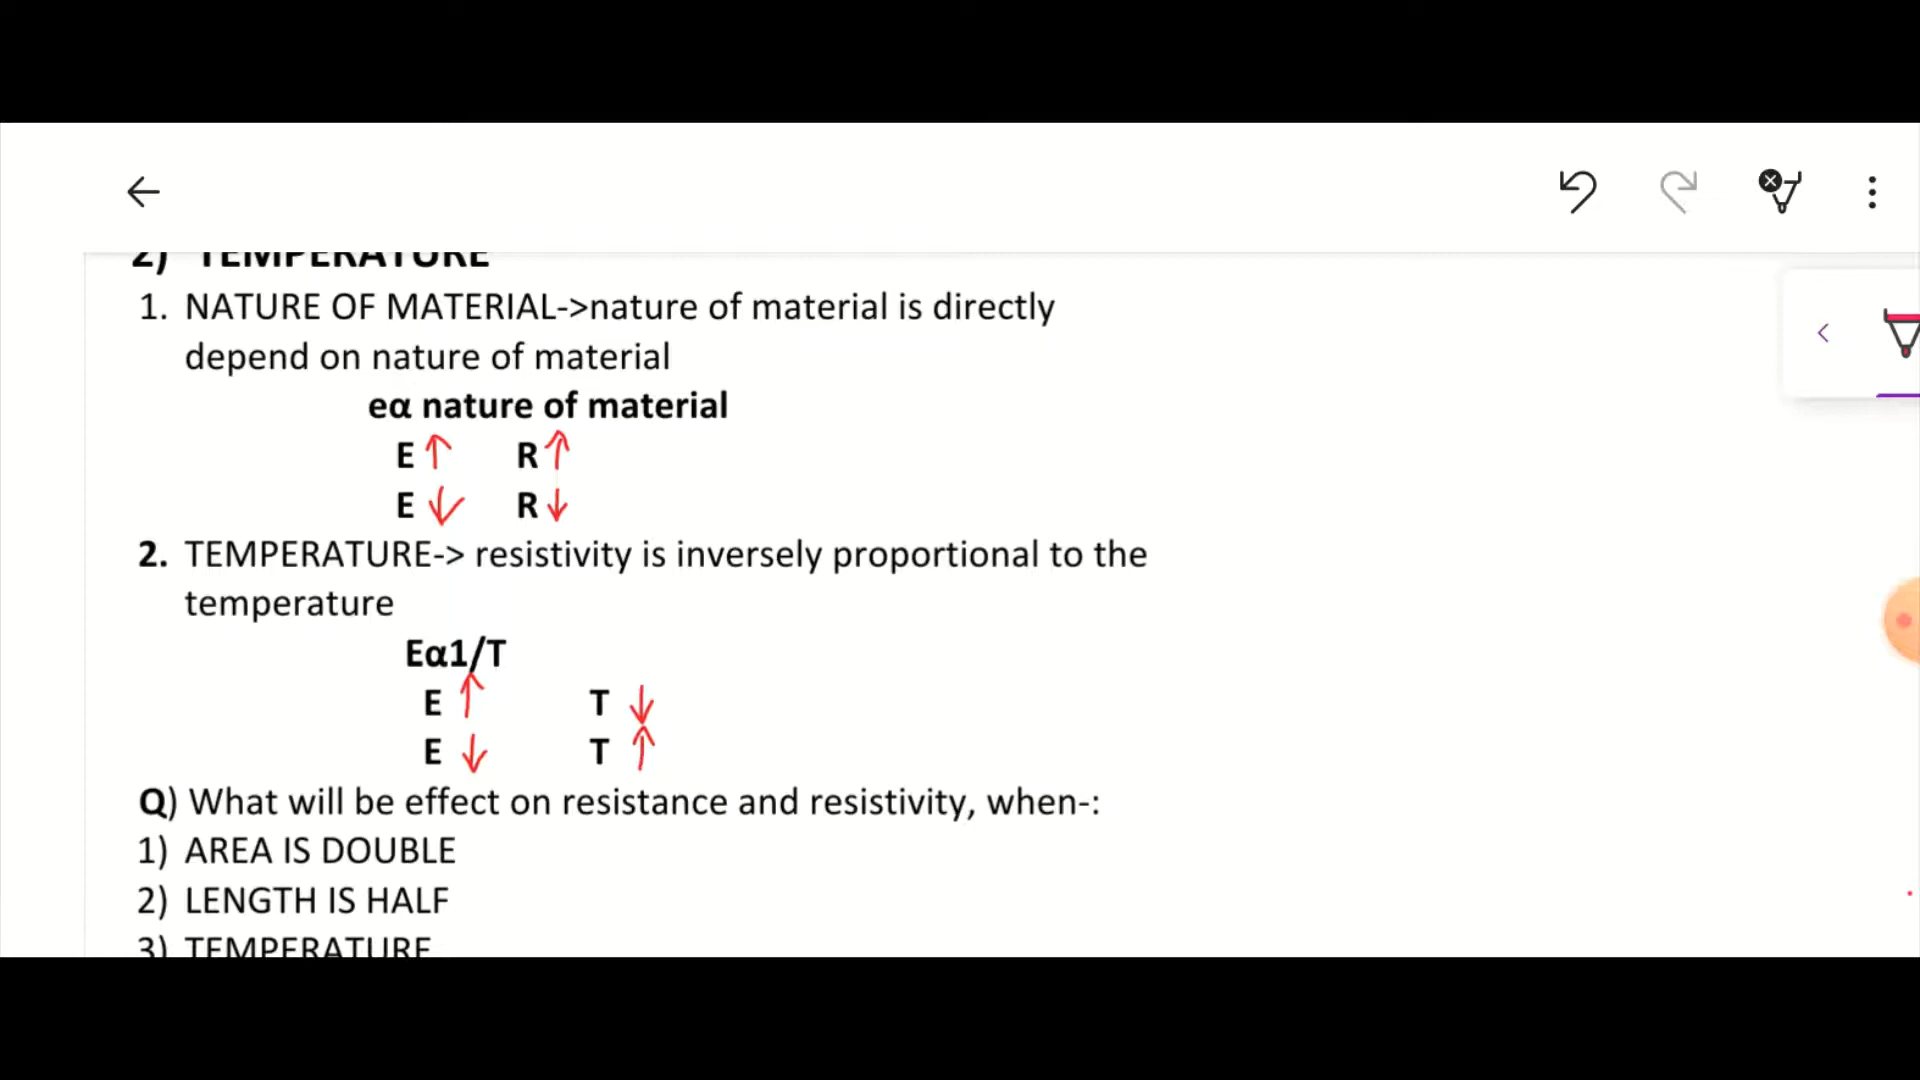 2) TEMPERATURE
1. NATURE OF MATERIAL->nature of material is directly
depend on nature of material
eα nature of material
E ↑ R ↑
E ↓ R ↓
2. TEMPERATURE-> resistivity is inversely proportional to the
temperature
Eα1/T
E ↑ T ↓
E ↓ T ↑
Q) What will be effect on resistance and resistivity, when-:
1) AREA IS DOUBLE
2) LENGTH IS HALF
3) TEMPERATURE